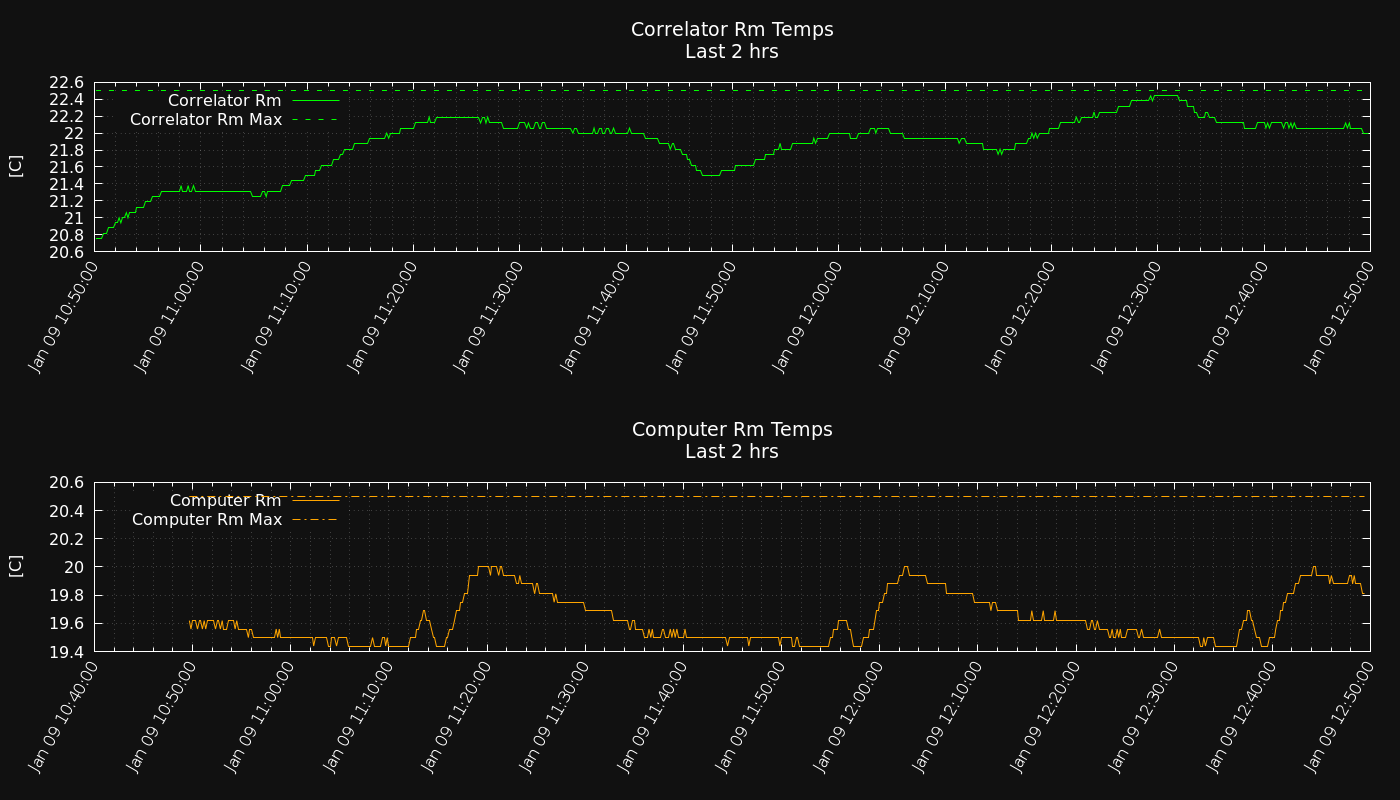 Correlator Rm Temps
Last 2 hrs
22.6
22.4
22.2
22
21.8
21.6
21.4
21.2
21
20.8
20.6
[C]
Correlator Rm
Correlator Rm Max
Jan 09 10:50:00
Jan 09 11:00:00
Jan 09 11:10:00
Jan 09 11:20:00
Jan 09 11:30:00
Jan 09 11:40:00
Jan 09 11:50:00
Jan 09 12:00:00
Jan 09 12:10:00
Jan 09 12:20:00
Jan 09 12:30:00
Jan 09 12:40:00
Jan 09 12:50:00
Computer Rm Temps
Last 2 hrs
20.6
20.4
20.2
20
19.8
19.6
19.4
[C]
Computer Rm
Computer Rm Max
Jan 09 10:40:00
Jan 09 10:50:00
Jan 09 11:00:00
Jan 09 11:10:00
Jan 09 11:20:00
Jan 09 11:30:00
Jan 09 11:40:00
Jan 09 11:50:00
Jan 09 12:00:00
Jan 09 12:10:00
Jan 09 12:20:00
Jan 09 12:30:00
Jan 09 12:40:00
Jan 09 12:50:00